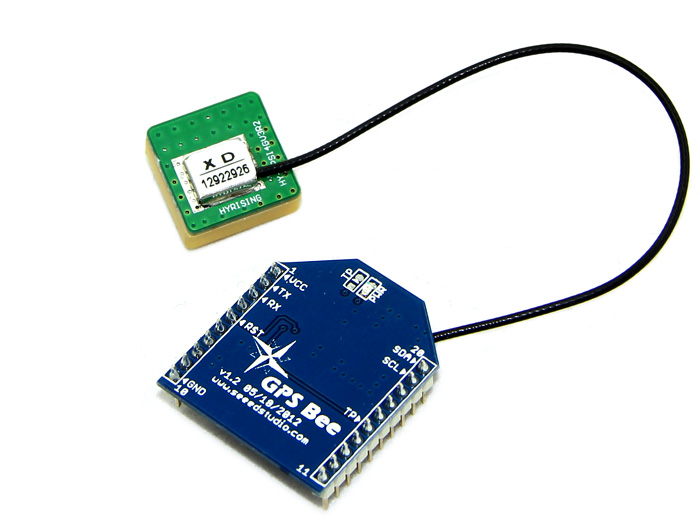 X D
12922926
HYRISING
1
VCC
TX
RX
RST
GND
10
GPS Bee
v1.2 05/10/2012
www.seeedstudio.com
20
SDA
SCL
TP
11